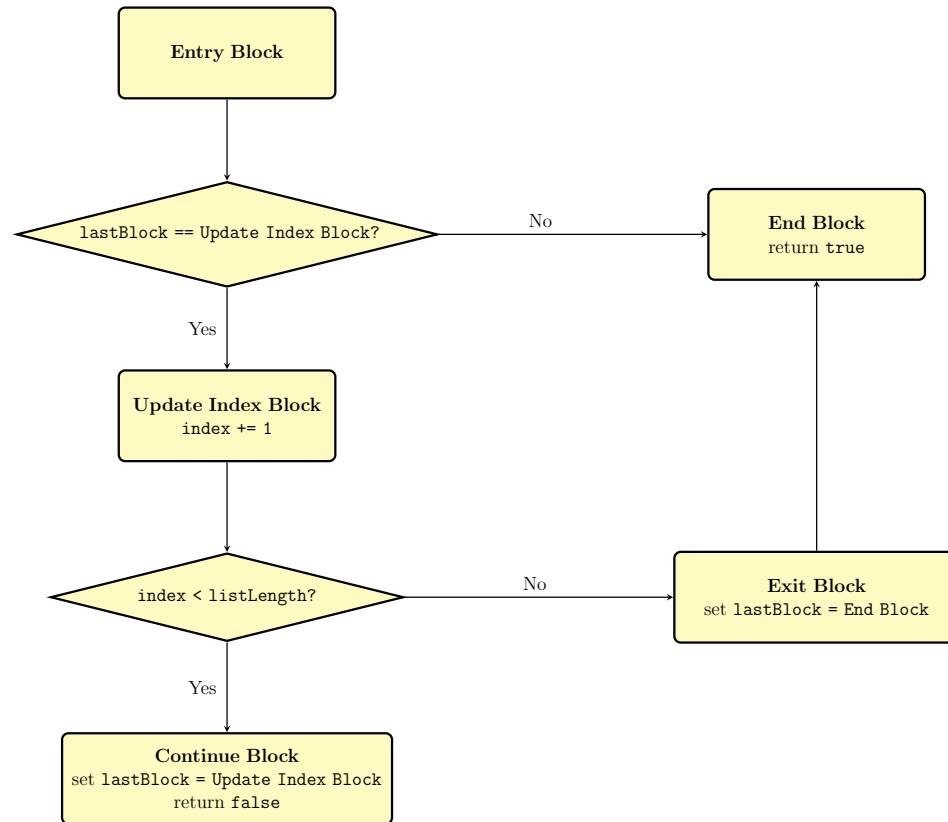 Entry Block
lastBlock == Update Index Block?
No
End Block
return true
Yes
Update Index Block
index += 1
index < listLength?
No
Exit Block
set lastBlock = End Block
Yes
Continue Block
set lastBlock = Update Index Block
return false